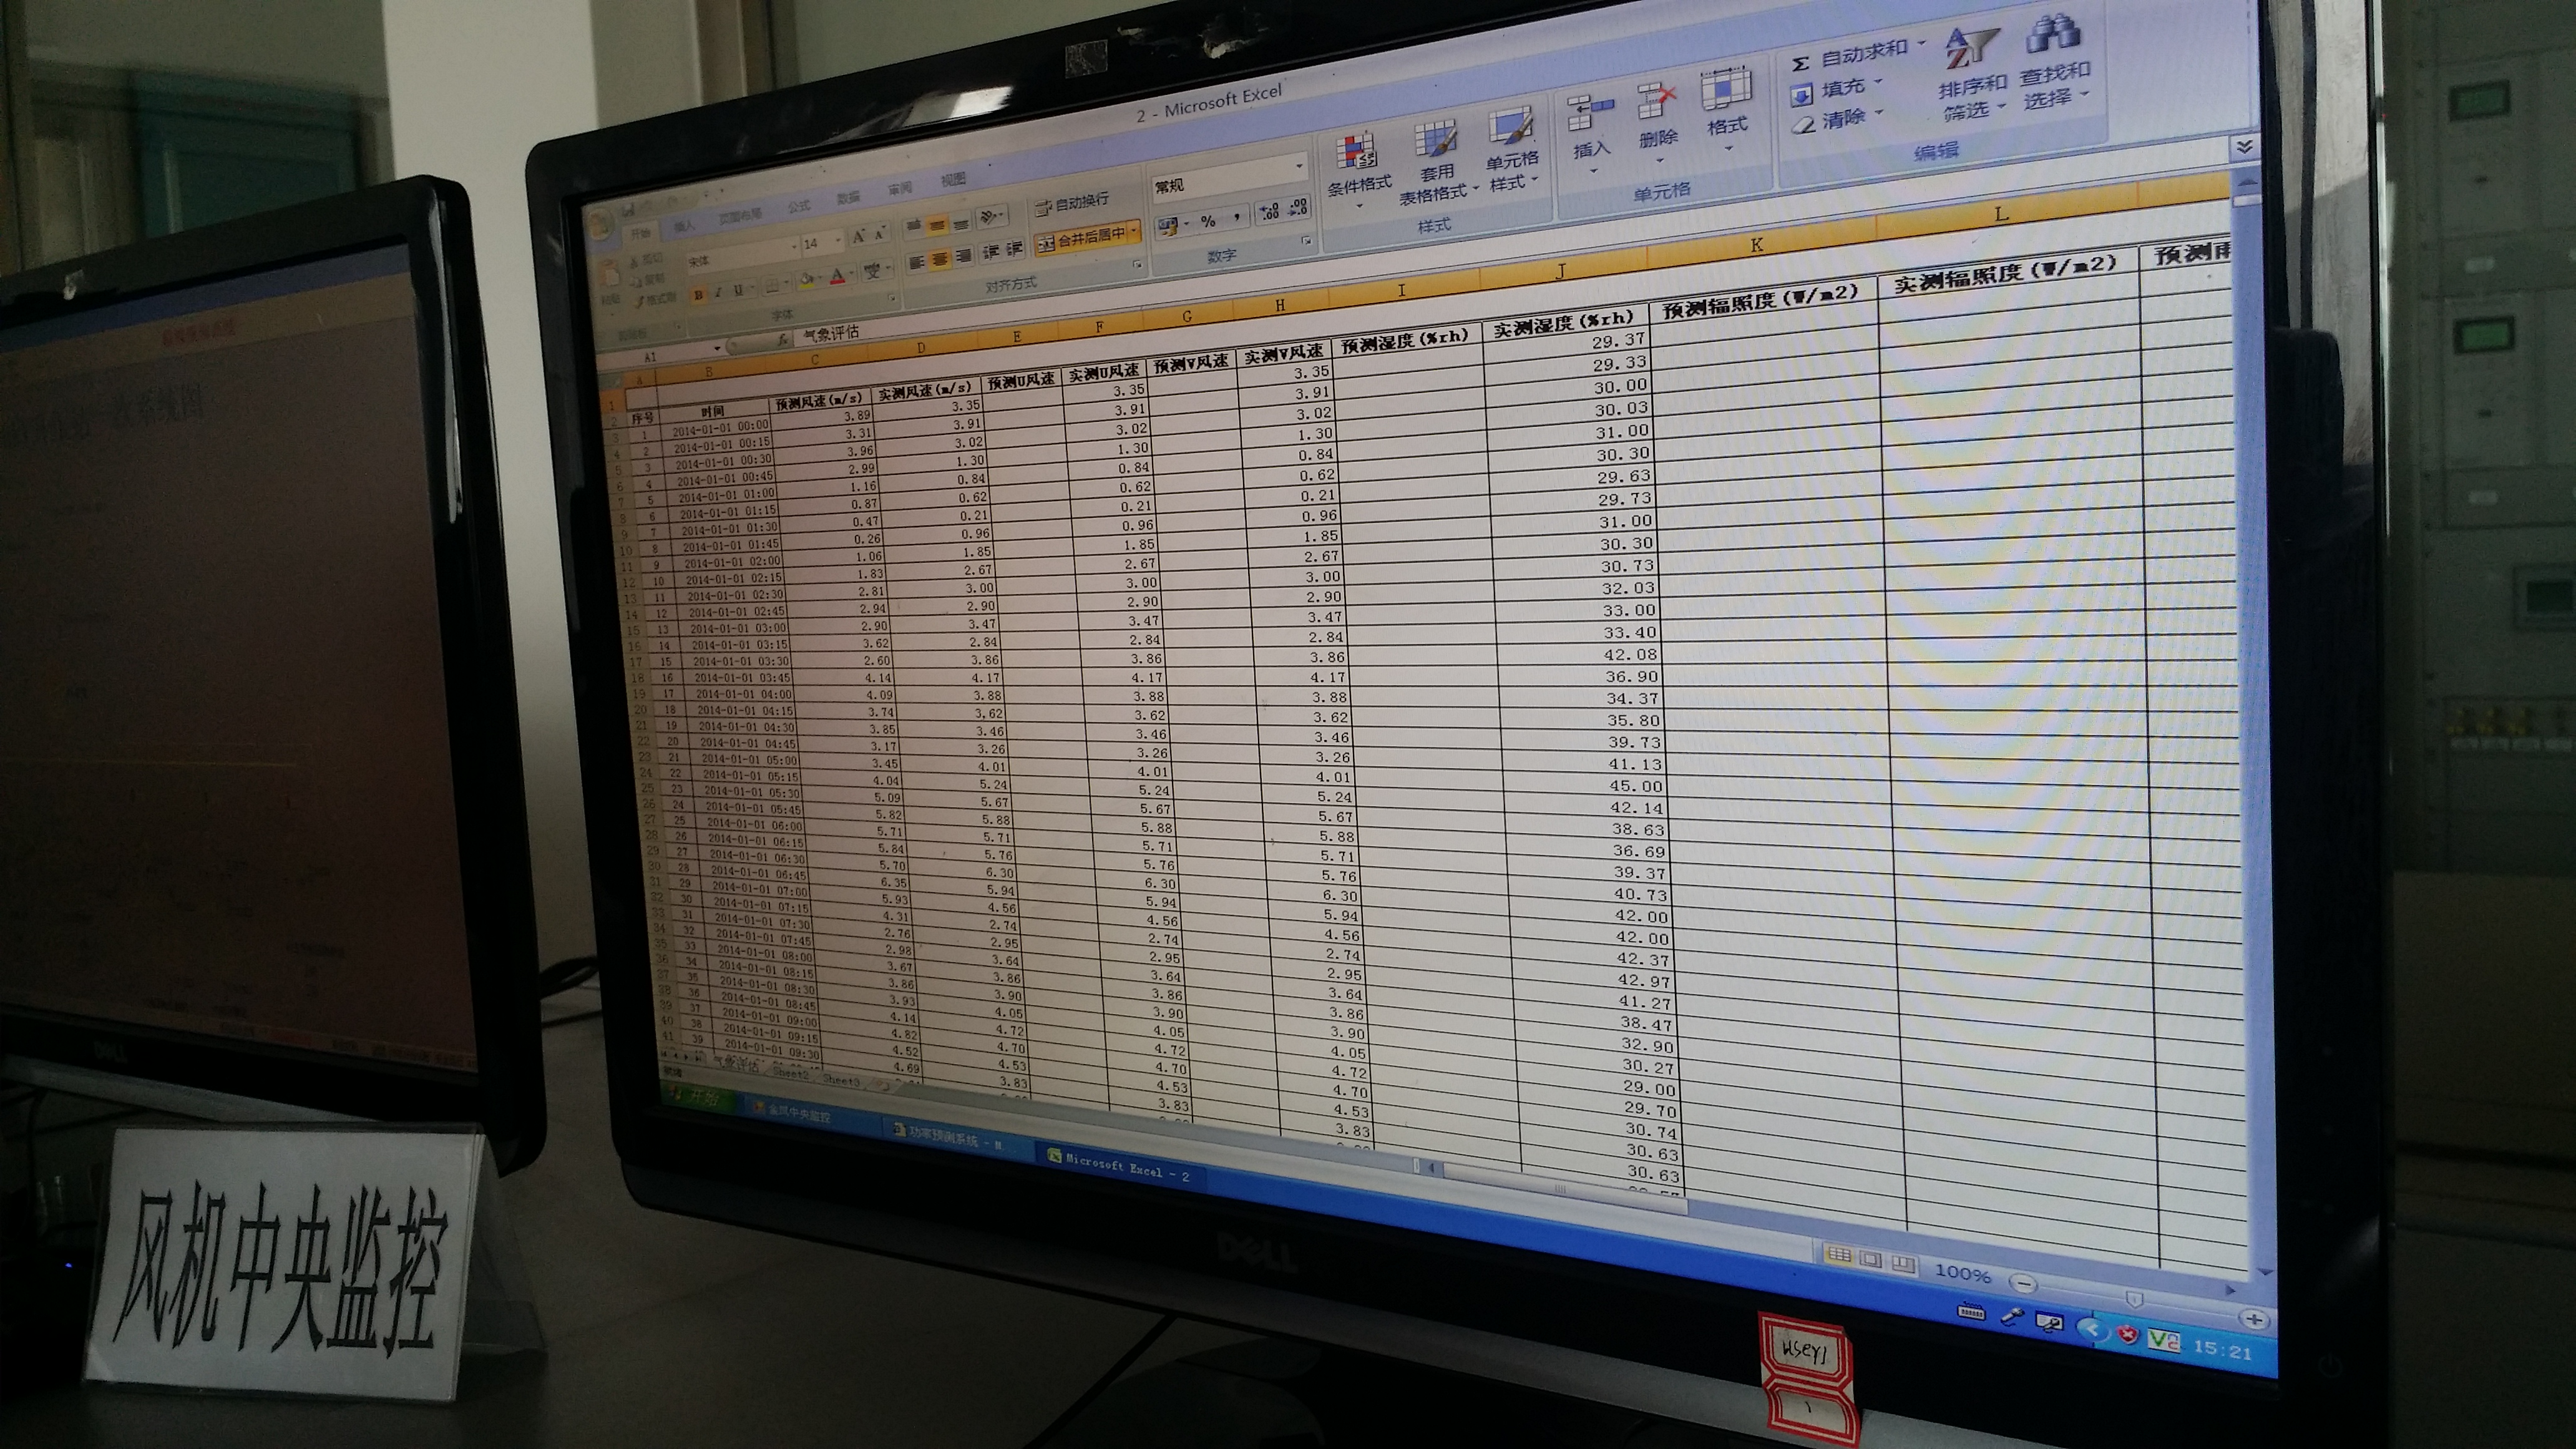 2 - Microsoft Excel
开始 插入 页面布局 公式 数据 审阅 视图
剪切 宋体 14 自动换行 常规 条件格式 套用表格格式 单元格样式 插入 删除 格式 Σ 自动求和 填充 清除 排序和筛选 查找和选择
复制 格式刷 B I U 合并后居中 %
字体 对齐方式 数字 样式 单元格 编辑
A1 fx 气象评估
A B C D E F G H I J K L
序号 时间 预测风速(m/s) 实测风速(m/s) 预测U风速 实测U风速 预测V风速 实测V风速 预测湿度(%rh) 实测湿度(%rh) 预测辐照度(W/m2) 实测辐照度(W/m2)
1 2014-01-01 00:00 3.89 3.35 3.35 3.35 29.37
2 2014-01-01 00:15 3.31 3.91 3.91 3.91 29.33
3 2014-01-01 00:30 3.96 3.02 3.02 3.02 30.00
4 2014-01-01 00:45 2.99 1.30 1.30 1.30 30.03
5 2014-01-01 01:00 1.16 0.84 0.84 0.84 31.00
6 2014-01-01 01:15 0.87 0.62 0.62 0.62 30.30
7 2014-01-01 01:30 0.47 0.21 0.21 0.21 29.63
8 2014-01-01 01:45 0.26 0.96 0.96 0.96 29.73
9 2014-01-01 02:00 1.06 1.85 1.85 1.85 31.00
10 2014-01-01 02:15 1.83 2.67 2.67 2.67 30.30
11 2014-01-01 02:30 2.81 3.00 3.00 3.00 30.73
12 2014-01-01 02:45 2.94 2.90 2.90 2.90 32.03
13 2014-01-01 03:00 2.90 3.47 3.47 3.47 33.00
14 2014-01-01 03:15 3.62 2.84 2.84 2.84 33.40
15 2014-01-01 03:30 2.60 3.86 3.86 3.86 42.08
16 2014-01-01 03:45 4.14 4.17 4.17 4.17 36.90
17 2014-01-01 04:00 4.09 3.88 3.88 3.88 34.37
18 2014-01-01 04:15 3.74 3.62 3.62 3.62 35.80
19 2014-01-01 04:30 3.85 3.46 3.46 3.46 39.73
20 2014-01-01 04:45 3.17 3.26 3.26 3.26 41.13
21 2014-01-01 05:00 3.45 4.01 4.01 4.01 45.00
22 2014-01-01 05:15 4.04 5.24 5.24 5.24 42.14
23 2014-01-01 05:30 5.09 5.67 5.67 5.67 38.63
24 2014-01-01 05:45 5.82 5.88 5.88 5.88 36.69
25 2014-01-01 06:00 5.71 5.71 5.71 5.71 39.37
26 2014-01-01 06:15 5.84 5.76 5.76 5.76 40.73
27 2014-01-01 06:30 5.70 6.30 6.30 6.30 42.00
28 2014-01-01 06:45 6.35 5.94 5.94 5.94 42.00
29 2014-01-01 07:00 5.93 4.56 4.56 4.56 42.37
30 2014-01-01 07:15 4.31 2.74 2.74 2.74 42.97
31 2014-01-01 07:30 2.76 2.95 2.95 2.95 41.27
32 2014-01-01 07:45 2.98 3.64 3.64 3.64 38.47
33 2014-01-01 08:00 3.67 3.86 3.86 3.86 32.90
34 2014-01-01 08:15 3.86 3.90 3.90 3.90 30.27
35 2014-01-01 08:30 3.93 4.05 4.05 4.05 29.00
36 2014-01-01 08:45 4.14 4.72 4.72 4.72 29.70
37 2014-01-01 09:00 4.82 4.70 4.70 4.70 30.74
38 2014-01-01 09:15 4.52 4.53 4.53 4.53 30.63
39 2014-01-01 09:30 4.69 3.83 3.83 3.83 30.63
气象评估 Sheet2 Sheet3
100%
开始 金风中央监控 功率预测系统 - M... Microsoft Excel - 2 15:21
DELL
DELL
风机中央监控